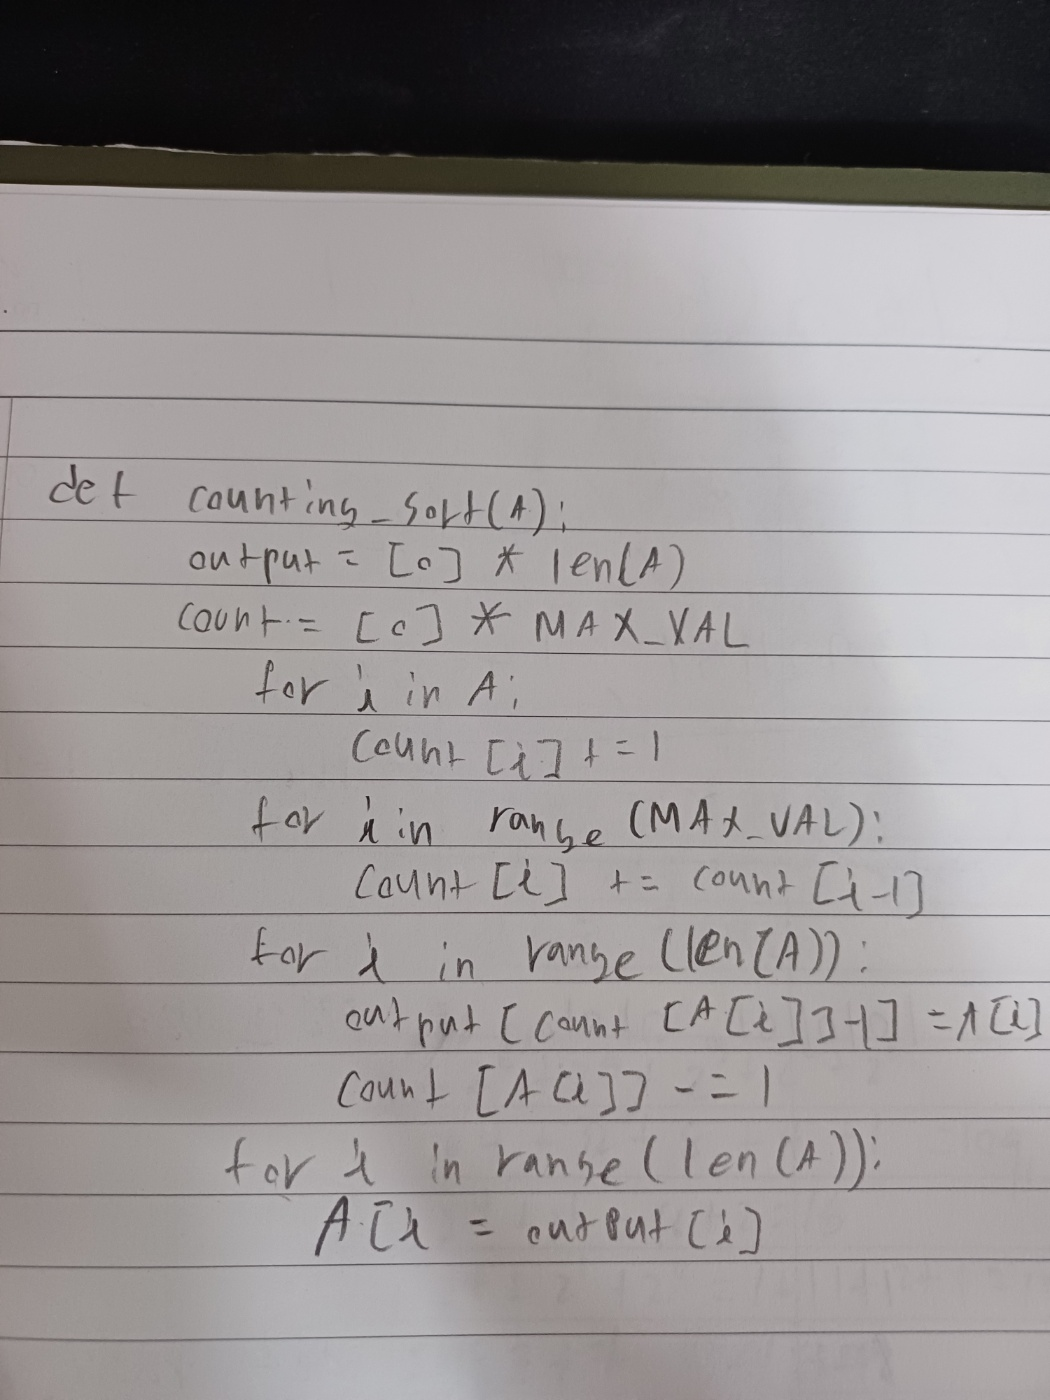 def counting_sort(A):
output = [0] * len(A)
count = [0] * MAX_VAL
for i in A:
count [i] += 1
for i in range (MAX_VAL):
count [i] += count [i-1]
for i in range (len(A)):
output [count [A[i]]-1] = A[i]
count [A[i]] -= 1
for i in range (len (A)):
A[i = output [i]